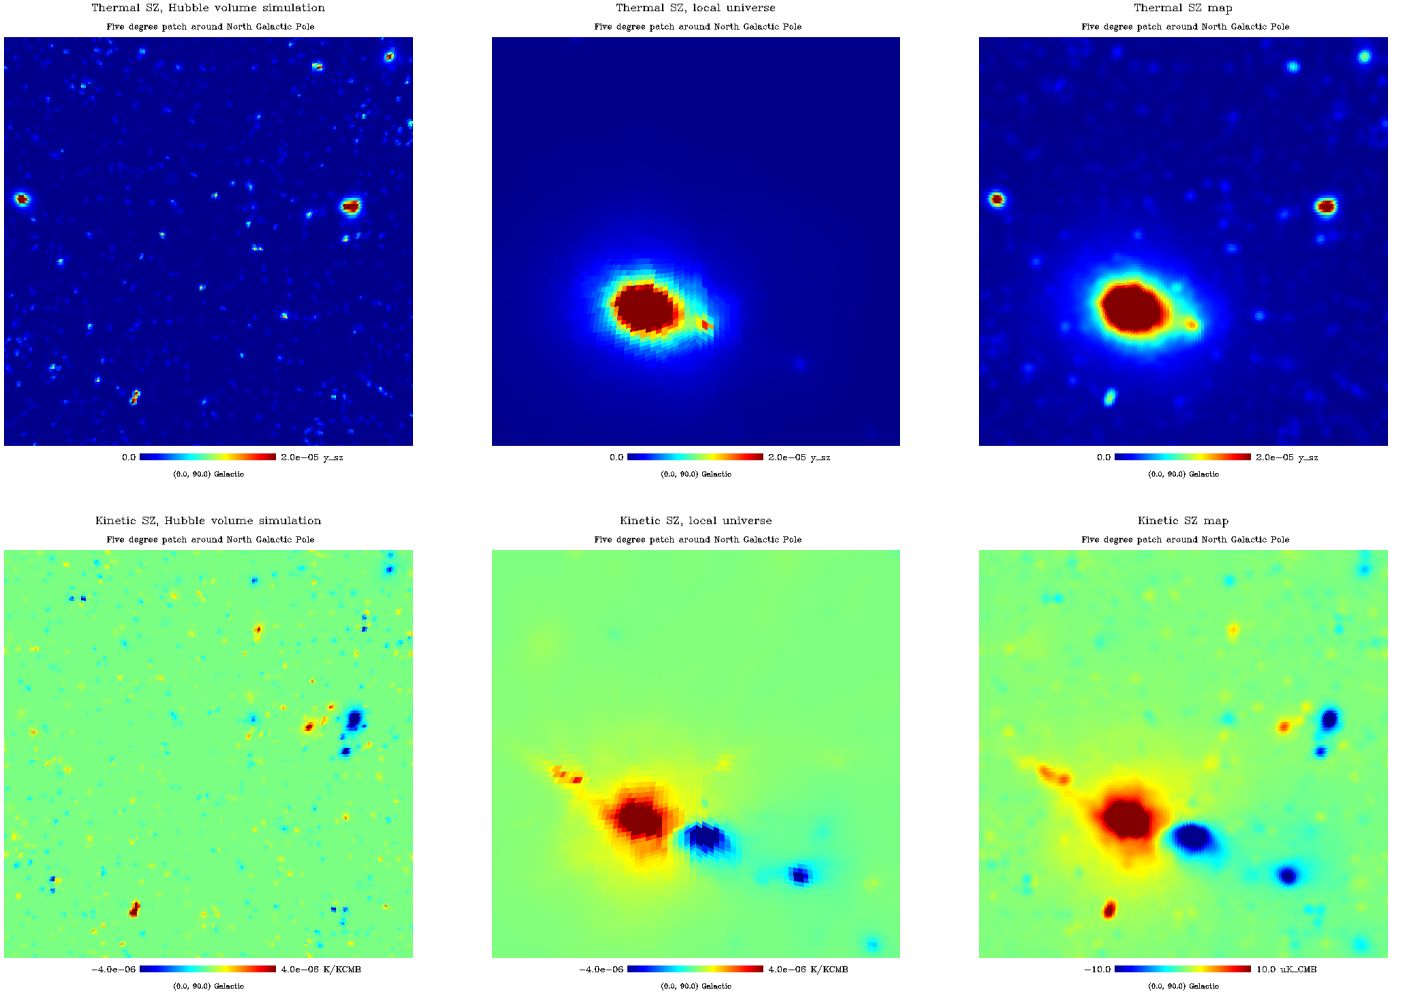 Thermal SZ, Hubble volume simulation
Five degree patch around North Galactic Pole
0.0 2.0e-05 y_sz
(0.0, 90.0) Galactic
Thermal SZ, local universe
Five degree patch around North Galactic Pole
0.0 2.0e-05 y_sz
(0.0, 90.0) Galactic
Thermal SZ map
Five degree patch around North Galactic Pole
0.0 2.0e-05 y_sz
(0.0, 90.0) Galactic
Kinetic SZ, Hubble volume simulation
Five degree patch around North Galactic Pole
-4.0e-06 4.0e-06 K/KCMB
(0.0, 90.0) Galactic
Kinetic SZ, local universe
Five degree patch around North Galactic Pole
-4.0e-06 4.0e-06 K/KCMB
(0.0, 90.0) Galactic
Kinetic SZ map
Five degree patch around North Galactic Pole
-10.0 10.0 uK_CMB
(0.0, 90.0) Galactic